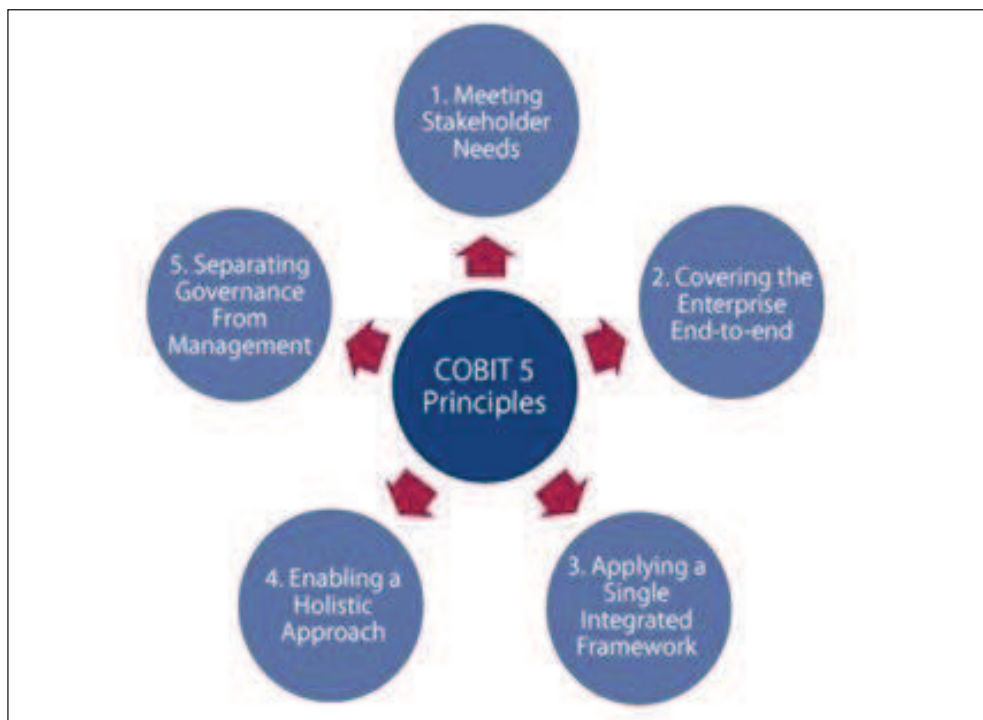 1. Meeting
Stakeholder
Needs
2. Covering the
Enterprise
End-to-end
3. Applying a
Single
Integrated
Framework
4. Enabling a
Holistic
Approach
5. Separating
Governance
From
Management
COBIT 5
Principles